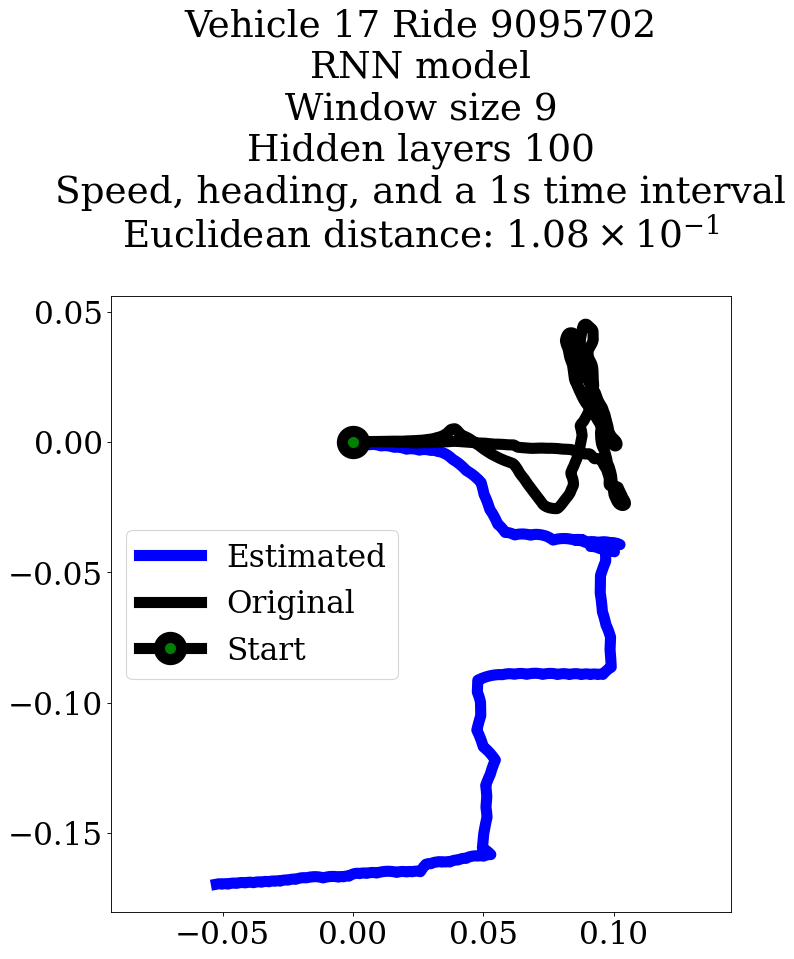 Vehicle 17 Ride 9095702
RNN model
Window size 9
Hidden layers 100
Speed, heading, and a 1s time interval
Euclidean distance: 1.08 × 10⁻¹
0.05
0.00
−0.05
−0.10
−0.15
Estimated
Original
Start
−0.05 0.00 0.05 0.10